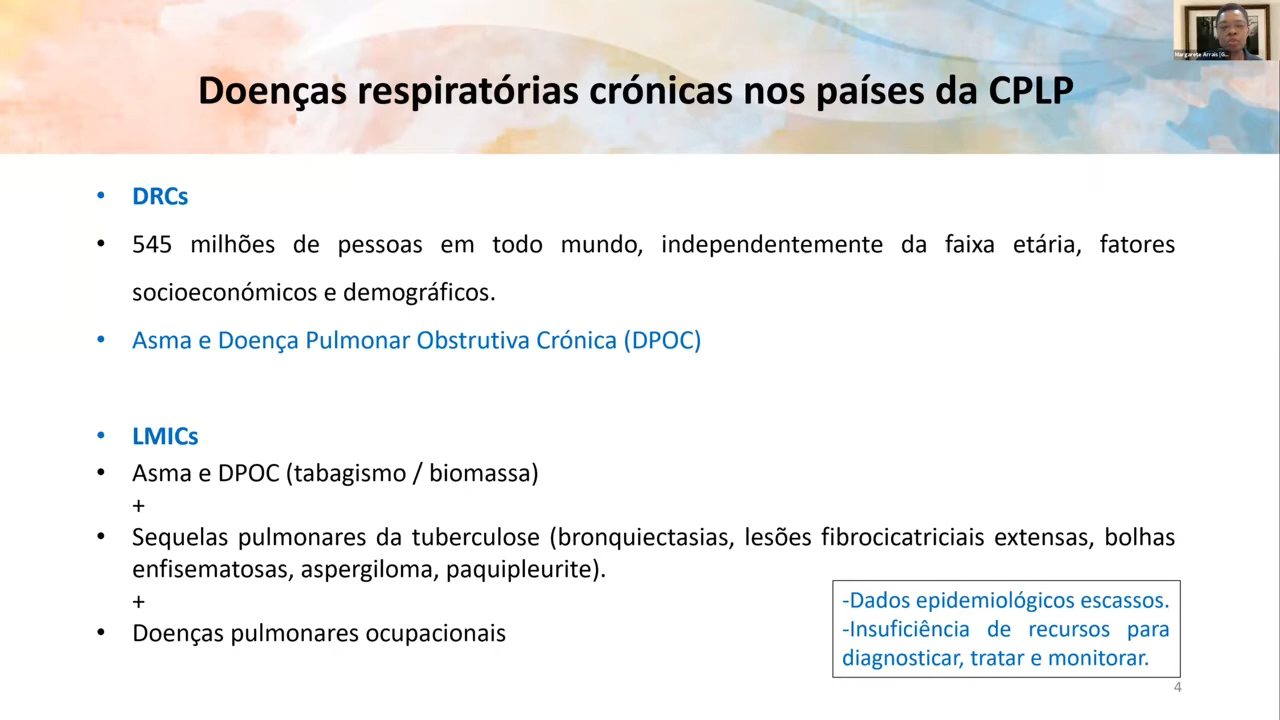 Margarete Arrais (G...
Doenças respiratórias crónicas nos países da CPLP
• DRCs
• 545 milhões de pessoas em todo mundo, independentemente da faixa etária, fatores
socioeconómicos e demográficos.
• Asma e Doença Pulmonar Obstrutiva Crónica (DPOC)
• LMICs
• Asma e DPOC (tabagismo / biomassa)
+
• Sequelas pulmonares da tuberculose (bronquiectasias, lesões fibrocicatriciais extensas, bolhas
enfisematosas, aspergiloma, paquipleurite).
+
• Doenças pulmonares ocupacionais
-Dados epidemiológicos escassos.
-Insuficiência de recursos para
diagnosticar, tratar e monitorar.
4